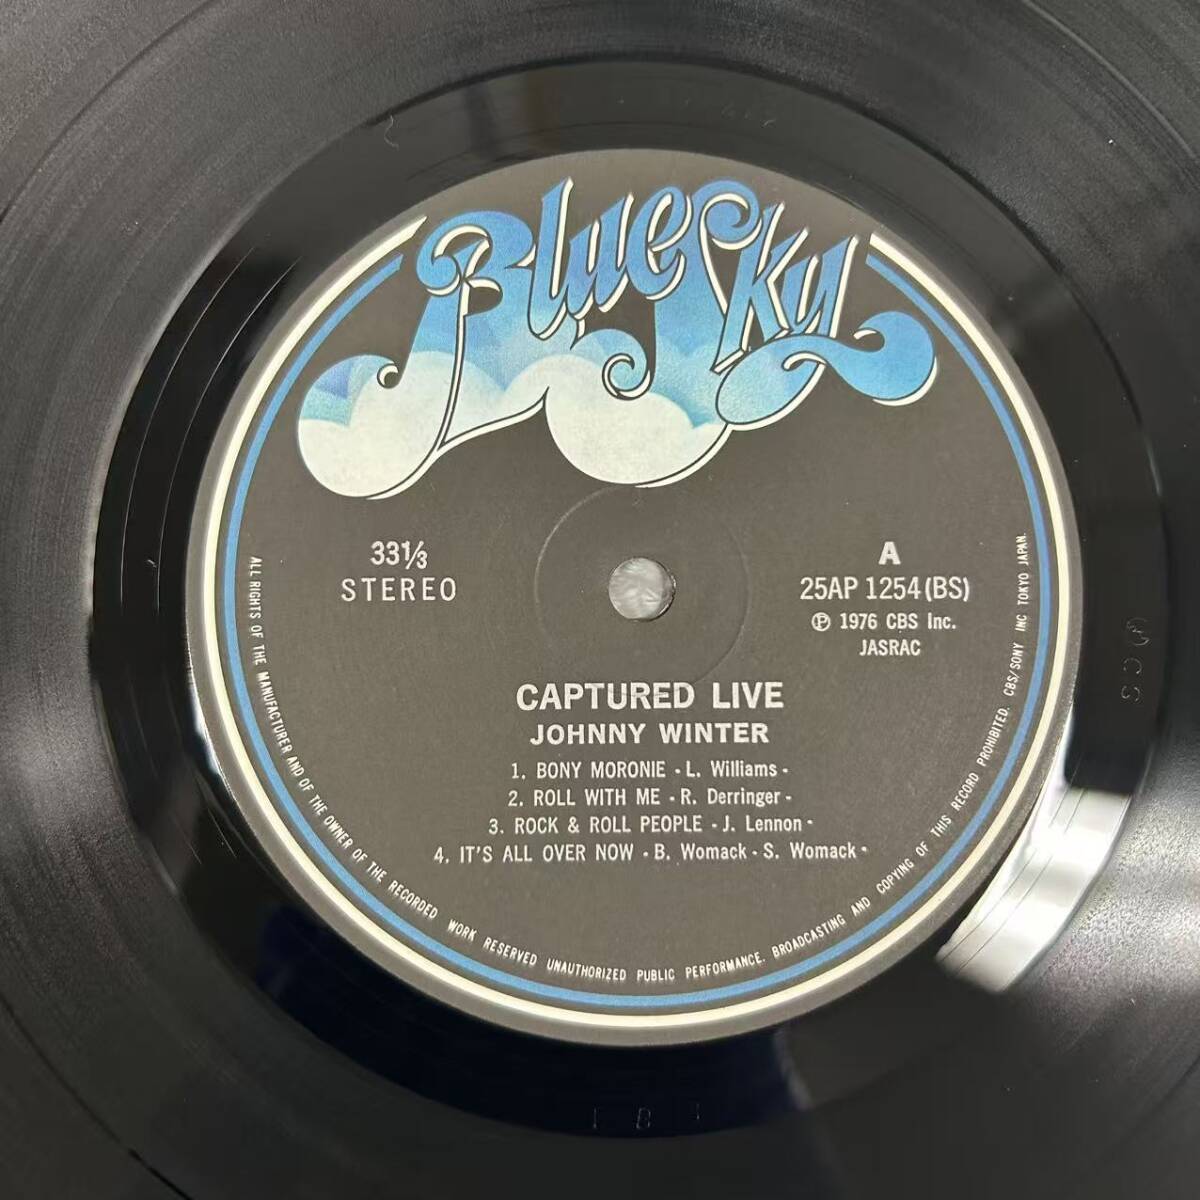 Blue Sky
33⅓
STEREO
A
25AP 1254(BS)
Ⓟ 1976 CBS Inc.
JASRAC
CAPTURED LIVE
JOHNNY WINTER
1. BONY MORONIE - L. Williams -
2. ROLL WITH ME - R. Derringer -
3. ROCK & ROLL PEOPLE - J. Lennon -
4. IT'S ALL OVER NOW - B. Womack - S. Womack -
ALL RIGHTS OF THE MANUFACTURER AND OF THE OWNER OF THE RECORDED WORK RESERVED UNAUTHORIZED PUBLIC PERFORMANCE. BROADCASTING AND COPYING OF THIS RECORD PROHIBITED. CBS/SONY INC TOKYO JAPAN.